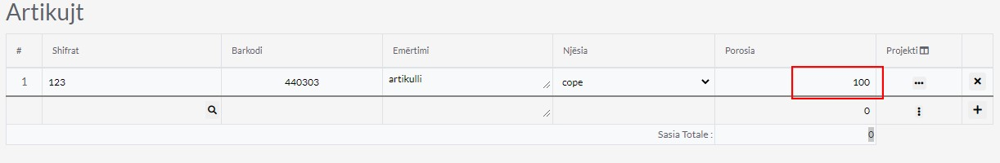 Artikujt
# Shifrat Barkodi Emërtimi Njësia Porosia Projekti
1 123 440303 artikulli cope 100
0
Sasia Totale : 0